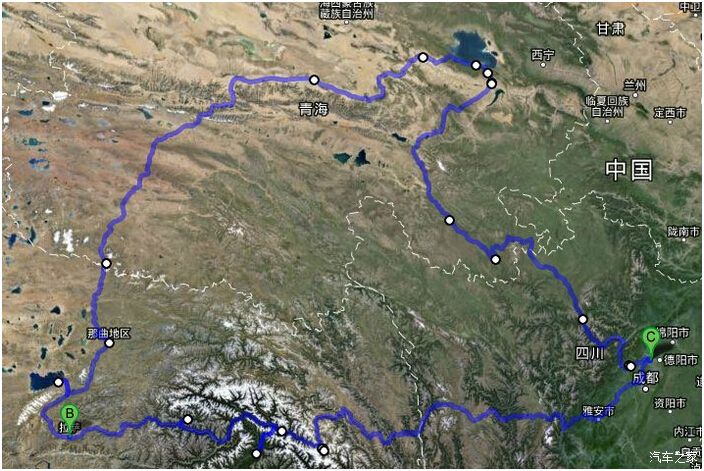 海西蒙古族
藏族自治州
甘肃
中卫
西宁
兰州
青海
临夏回族
自治州
定西市
中国
陇南市
那曲地区
C
绵阳市
四川
德阳市
成都
B
拉萨
雅安市
资阳市
内江市
汽车之家